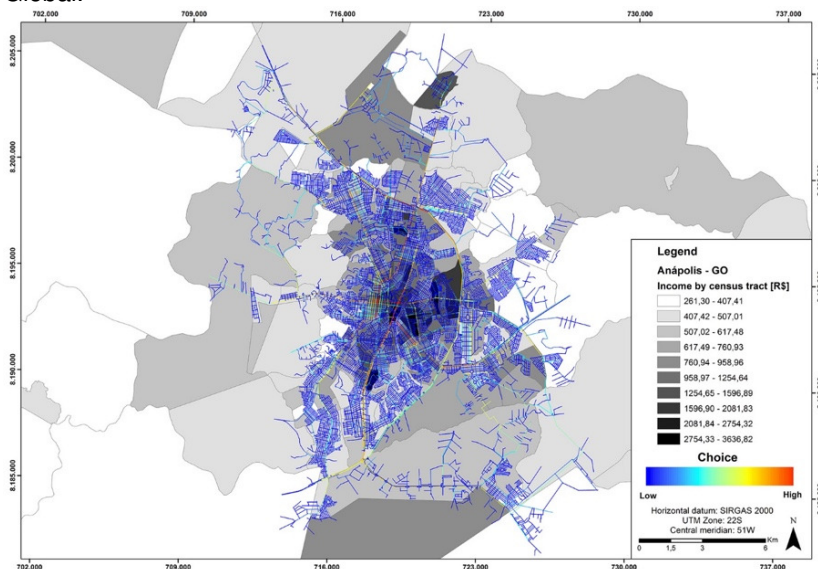 Global.
702.000 709.000 716.000 723.000 730.000 737.000
8.205.000
8.200.000
8.195.000
8.190.000
8.185.000
Legend
Anápolis - GO
Income by census tract [R$]
261,30 - 407,41
407,42 - 507,01
507,02 - 617,48
617,49 - 760,93
760,94 - 958,96
958,97 - 1254,64
1254,65 - 1596,89
1596,90 - 2081,83
2081,84 - 2754,32
2754,33 - 3636,82
Choice
Low High
Horizontal datum: SIRGAS 2000
UTM Zone: 22S
Central meridian: 51W
N
Km
0 1,5 3 6
702.000 709.000 716.000 723.000 730.000 737.000